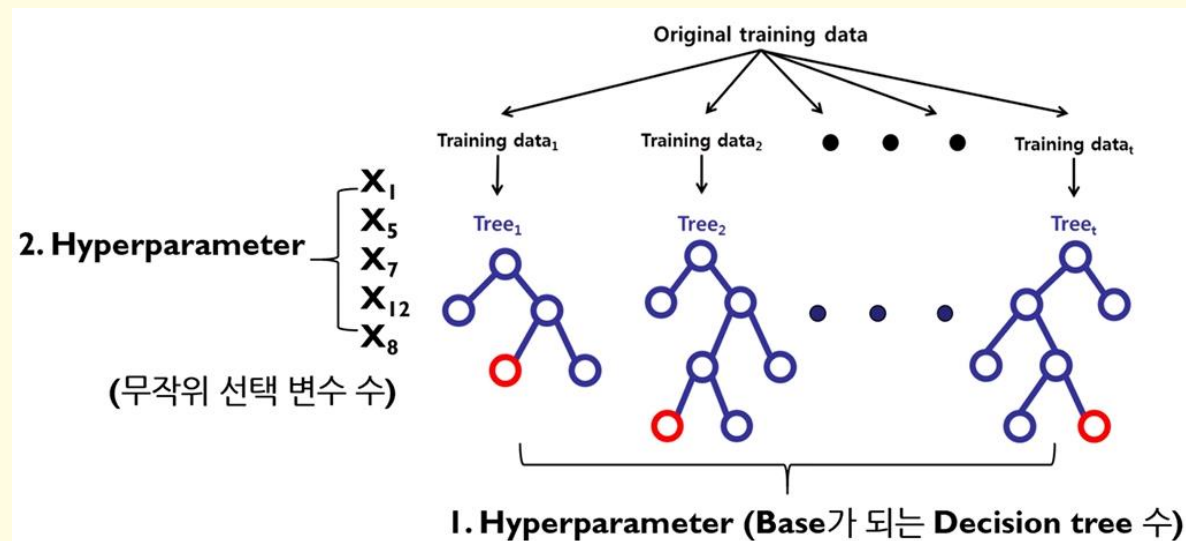 Original training data
Training data₁
Training data₂
Training dataₜ
X₁
X₅
X₇
X₁₂
X₈
2. Hyperparameter
(무작위 선택 변수 수)
Tree₁
Tree₂
Treeₜ
1. Hyperparameter (Base가 되는 Decision tree 수)